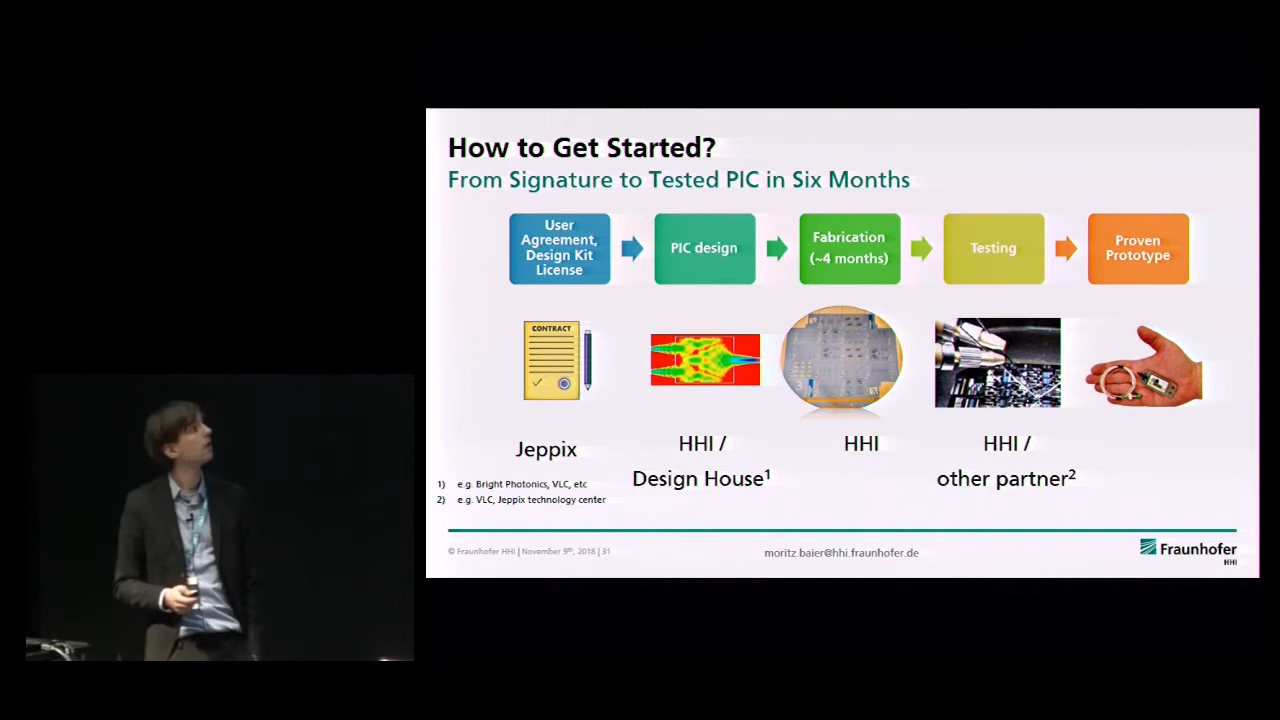 How to Get Started?
From Signature to Tested PIC in Six Months
User
Agreement,
Design Kit
License
PIC design
Fabrication
(~4 months)
Testing
Proven
Prototype
CONTRACT
Jeppix
HHI /
Design House¹
HHI
HHI /
other partner²
1) e.g. Bright Photonics, VLC, etc
2) e.g. VLC, Jeppix technology center
© Fraunhofer HHI | November 9th, 2018 | 31
moritz.baier@hhi.fraunhofer.de
Fraunhofer
HHI